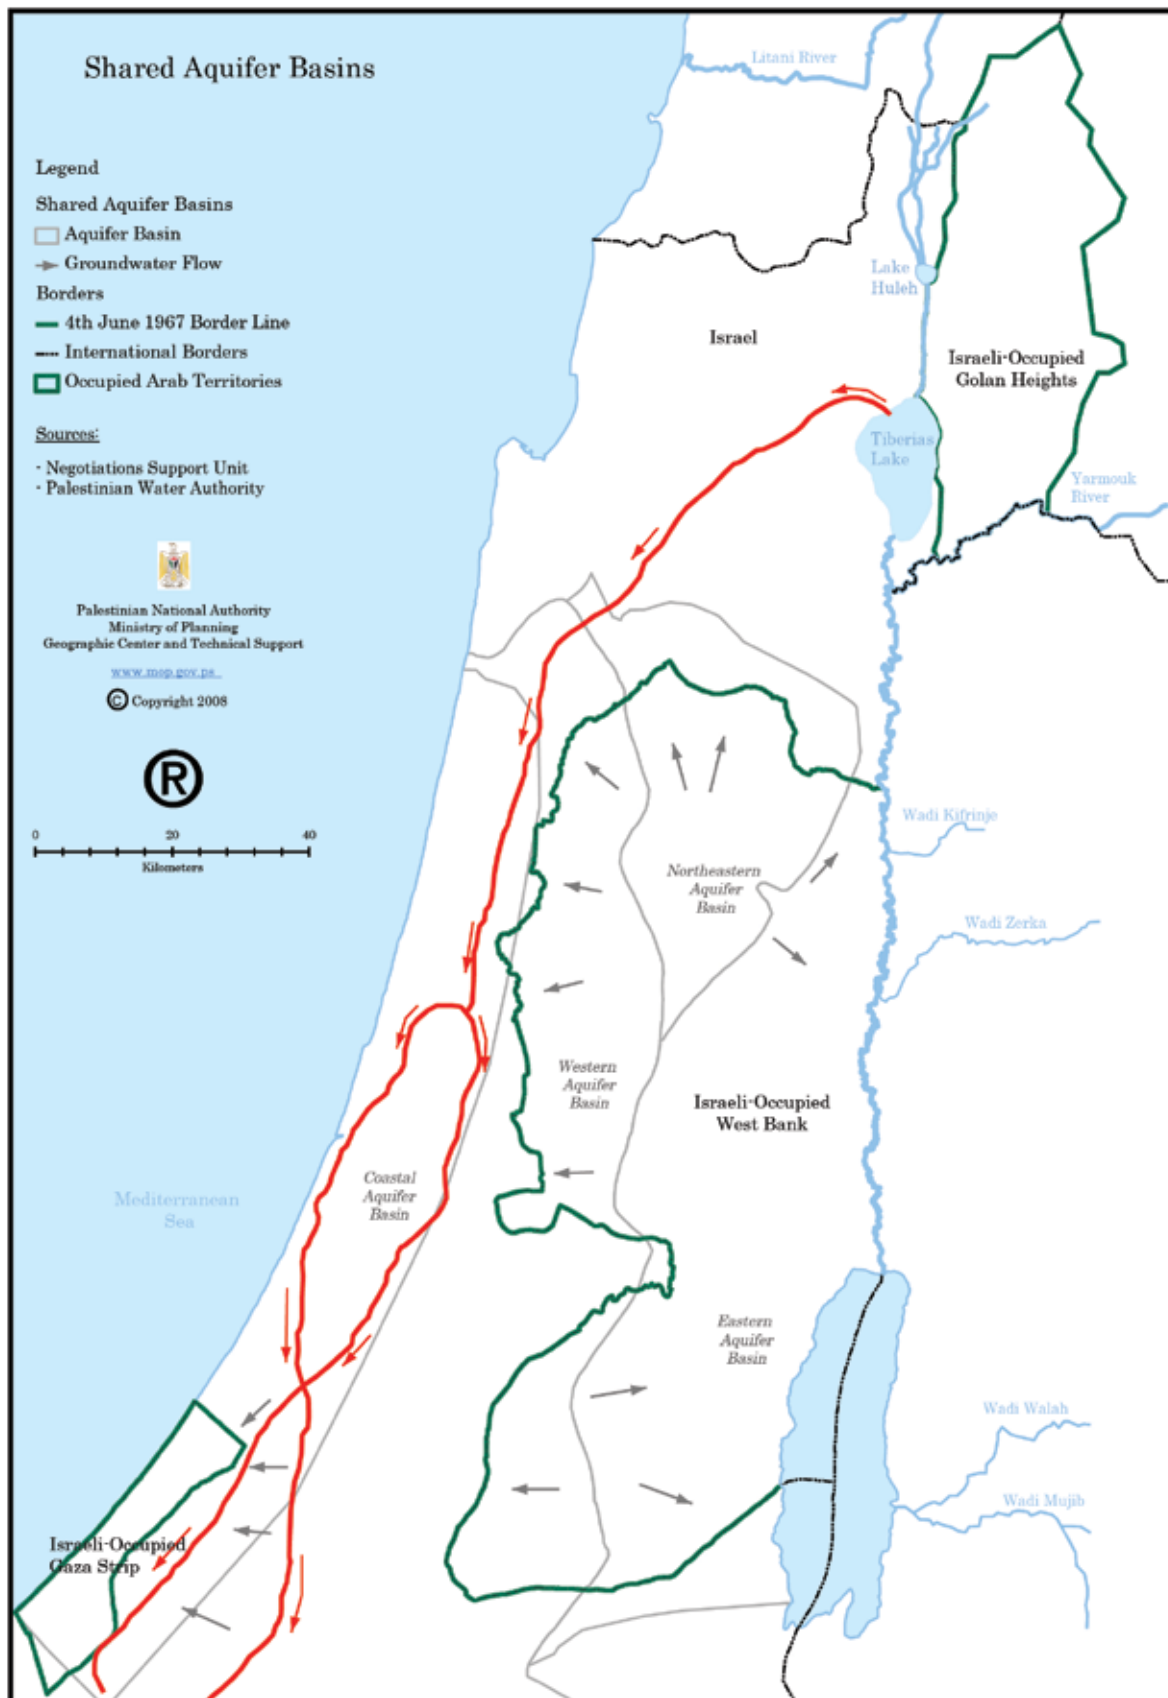 Shared Aquifer Basins
Legend
Shared Aquifer Basins
Aquifer Basin
Groundwater Flow
Borders
4th June 1967 Border Line
International Borders
Occupied Arab Territories
Sources:
- Negotiations Support Unit
- Palestinian Water Authority
Palestinian National Authority
Ministry of Planning
Geographic Center and Technical Support
www.mop.gov.ps
© Copyright 2008
®
0 20 40
Kilometers
Litani River
Lake
Huleh
Israel
Israeli-Occupied
Golan Heights
Tiberias
Lake
Yarmouk
River
Wadi Kifrinje
Northeastern
Aquifer
Basin
Wadi Zerka
Western
Aquifer
Basin
Israeli-Occupied
West Bank
Coastal
Aquifer
Basin
Mediterranean
Sea
Eastern
Aquifer
Basin
Wadi Walah
Wadi Mujib
Israeli-Occupied
Gaza Strip